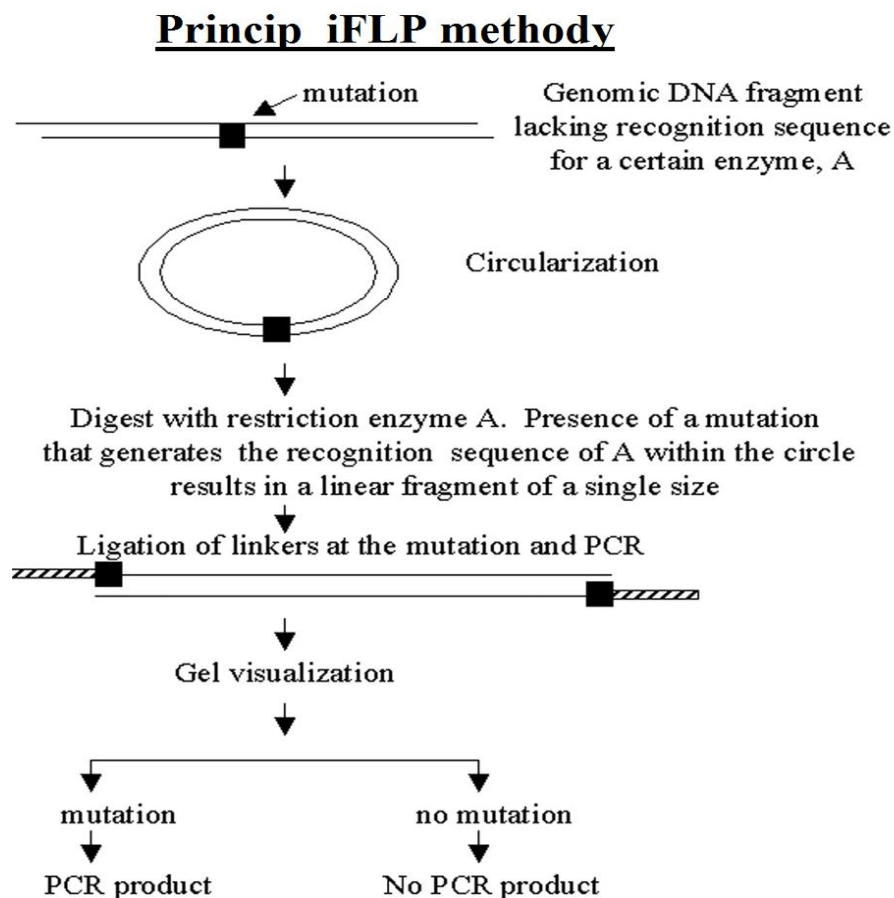 Princip iFLP methody
mutation
Genomic DNA fragment
lacking recognition sequence
for a certain enzyme, A
Circularization
Digest with restriction enzyme A. Presence of a mutation
that generates the recognition sequence of A within the circle
results in a linear fragment of a single size
Ligation of linkers at the mutation and PCR
Gel visualization
mutation
no mutation
PCR product
No PCR product